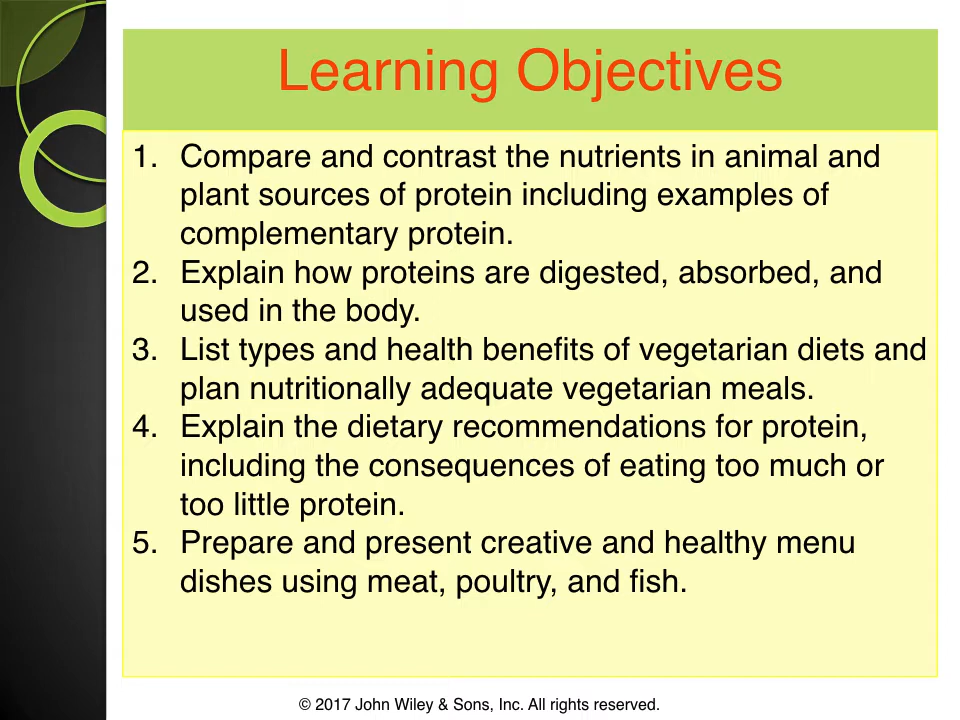 Learning Objectives
1. Compare and contrast the nutrients in animal and
plant sources of protein including examples of
complementary protein.
2. Explain how proteins are digested, absorbed, and
used in the body.
3. List types and health benefits of vegetarian diets and
plan nutritionally adequate vegetarian meals.
4. Explain the dietary recommendations for protein,
including the consequences of eating too much or
too little protein.
5. Prepare and present creative and healthy menu
dishes using meat, poultry, and fish.
© 2017 John Wiley & Sons, Inc. All rights reserved.